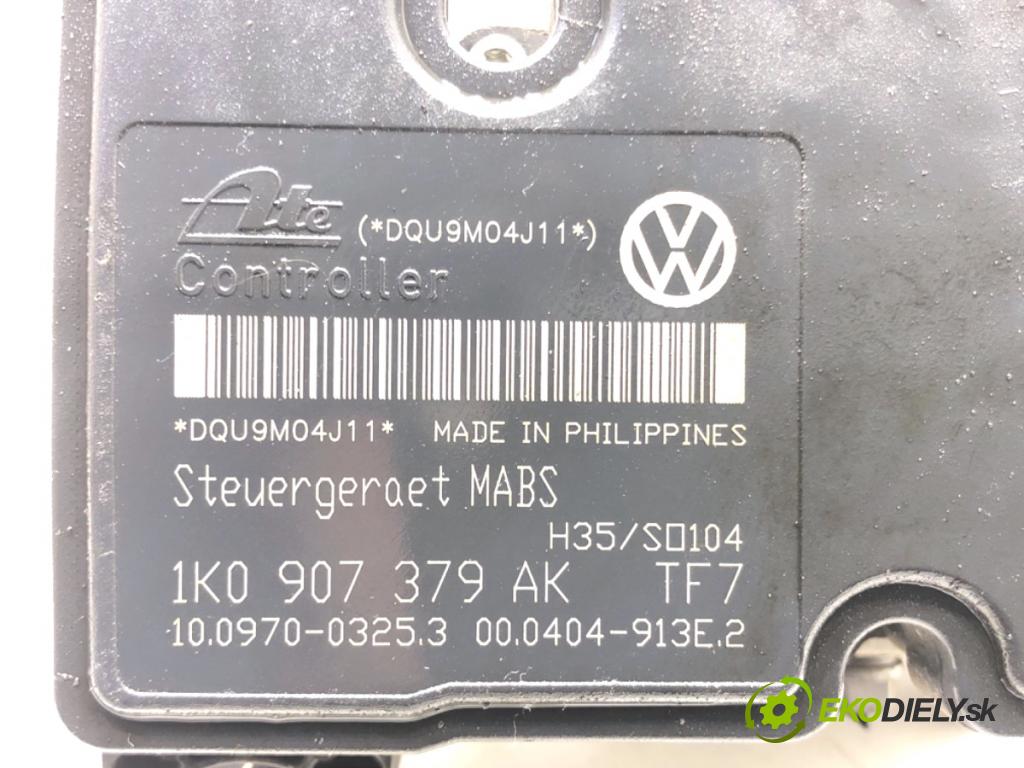 Ate (*DQU9M04J11*)
Controller
*DQU9M04J11* MADE IN PHILIPPINES
Steuergeraet MABS
H35/S0104
1K0 907 379 AK TF7
10.0970-0325.3 00.0404-913E.2
EKODIELY.sk